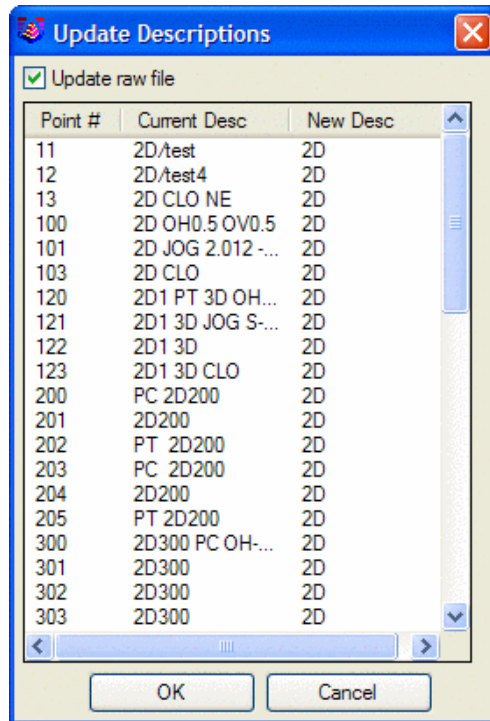 Update Descriptions
Update raw file
Point # Current Desc New Desc
11 2D/test 2D
12 2D/test4 2D
13 2D CLO NE 2D
100 2D OH0.5 OV0.5 2D
101 2D JOG 2.012 -... 2D
103 2D CLO 2D
120 2D1 PT 3D OH... 2D
121 2D1 3D JOG S-... 2D
122 2D1 3D 2D
123 2D1 3D CLO 2D
200 PC 2D200 2D
201 2D200 2D
202 PT  2D200 2D
203 PC  2D200 2D
204 2D200 2D
205 PT 2D200 2D
300 2D300 PC OH-... 2D
301 2D300 2D
302 2D300 2D
303 2D300 2D
OK Cancel